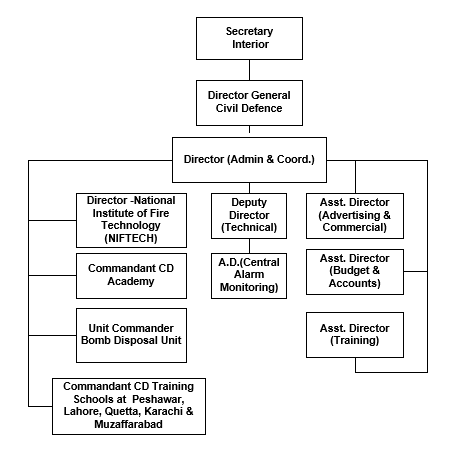 Secretary
Interior
Director General
Civil Defence
Director (Admin & Coord.)
Director -National
Institute of Fire
Technology
(NIFTECH)
Deputy
Director
(Technical)
Asst. Director
(Advertising &
Commercial)
Commandant CD
Academy
A.D.(Central
Alarm
Monitoring)
Asst. Director
(Budget &
Accounts)
Unit Commander
Bomb Disposal Unit
Asst. Director
(Training)
Commandant CD Training
Schools at Peshawar,
Lahore, Quetta, Karachi &
Muzaffarabad